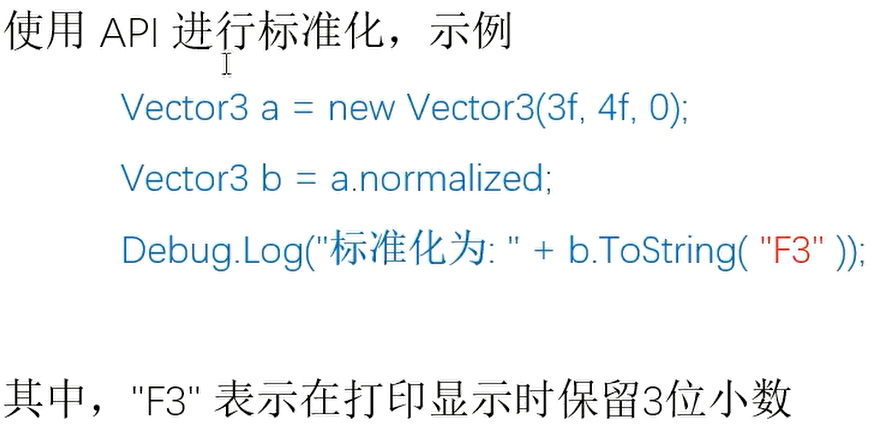 使用 API 进行标准化，示例
Vector3 a = new Vector3(3f, 4f, 0);
Vector3 b = a.normalized;
Debug.Log("标准化为: " + b.ToString( "F3" ));
其中，"F3" 表示在打印显示时保留3位小数